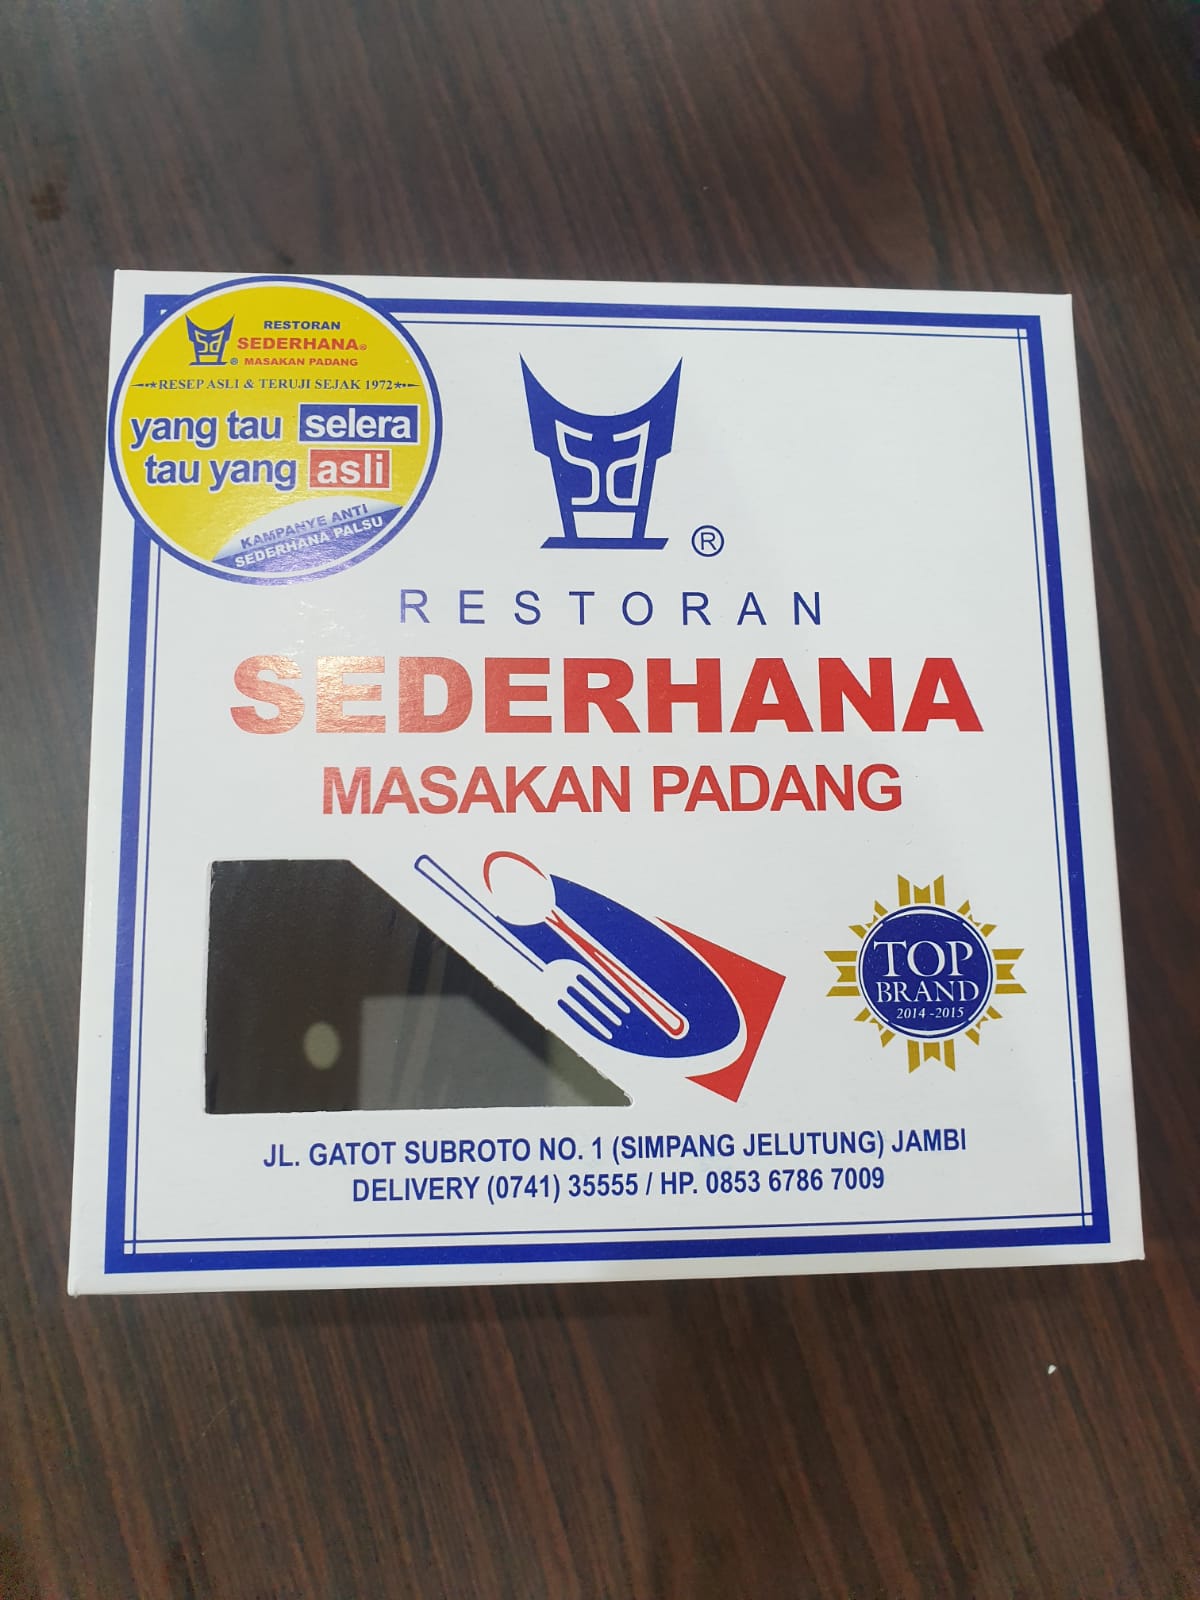 RESTORAN
SEDERHANA®
® MASAKAN PADANG
RESEP ASLI & TERUJI SEJAK 1972
yang tau selera
tau yang asli
KAMPANYE ANTI
SEDERHANA PALSU
sa
®
RESTORAN
SEDERHANA
MASAKAN PADANG
TOP
BRAND
2014 -2015
JL. GATOT SUBROTO NO. 1 (SIMPANG JELUTUNG) JAMBI
DELIVERY (0741) 35555 / HP. 0853 6786 7009